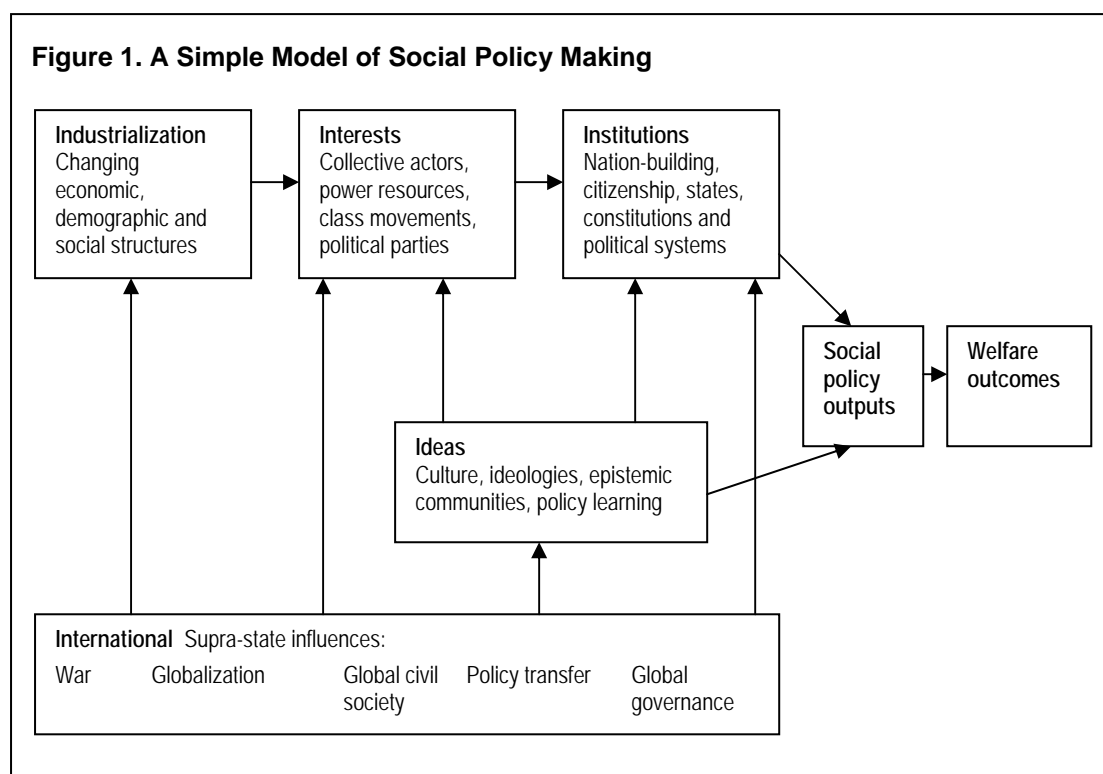 Figure 1. A Simple Model of Social Policy Making
Industrialization
Changing
economic,
demographic and
social structures
Interests
Collective actors,
power resources,
class movements,
political parties
Institutions
Nation-building,
citizenship, states,
constitutions and
political systems
Social
policy
outputs
Welfare
outcomes
Ideas
Culture, ideologies, epistemic
communities, policy learning
International Supra-state influences:
War Globalization Global civil Policy transfer Global
society governance